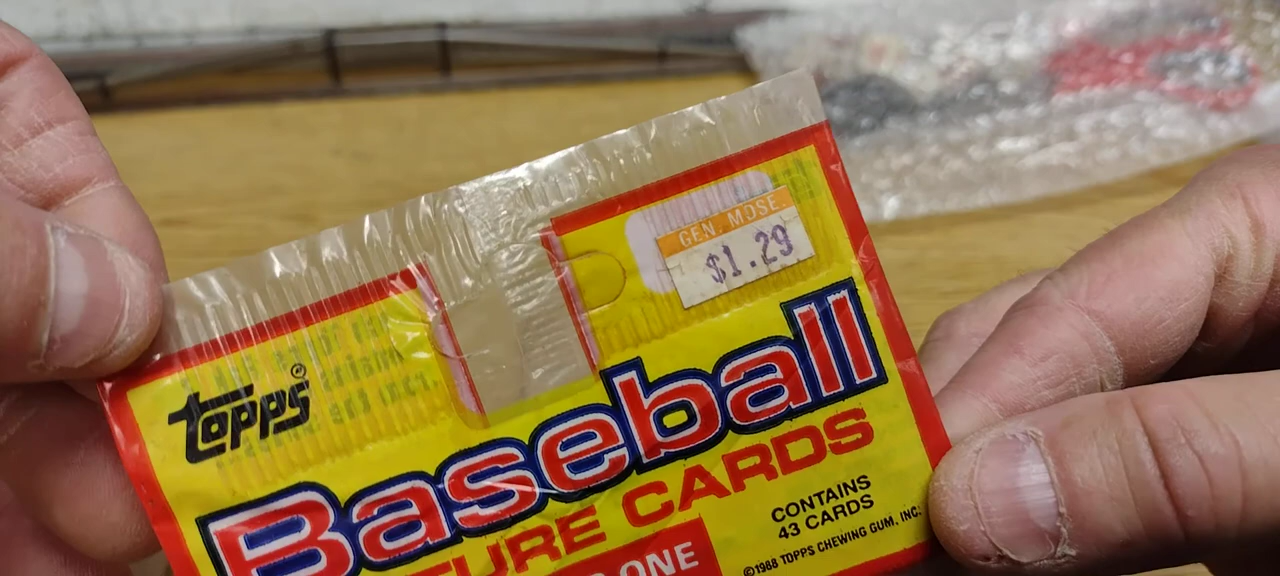 GEN. MDSE.
$1.29
topps®
Baseball
TURE CARDS
CONTAINS
43 CARDS
ONE
©1988 TOPPS CHEWING GUM, INC.